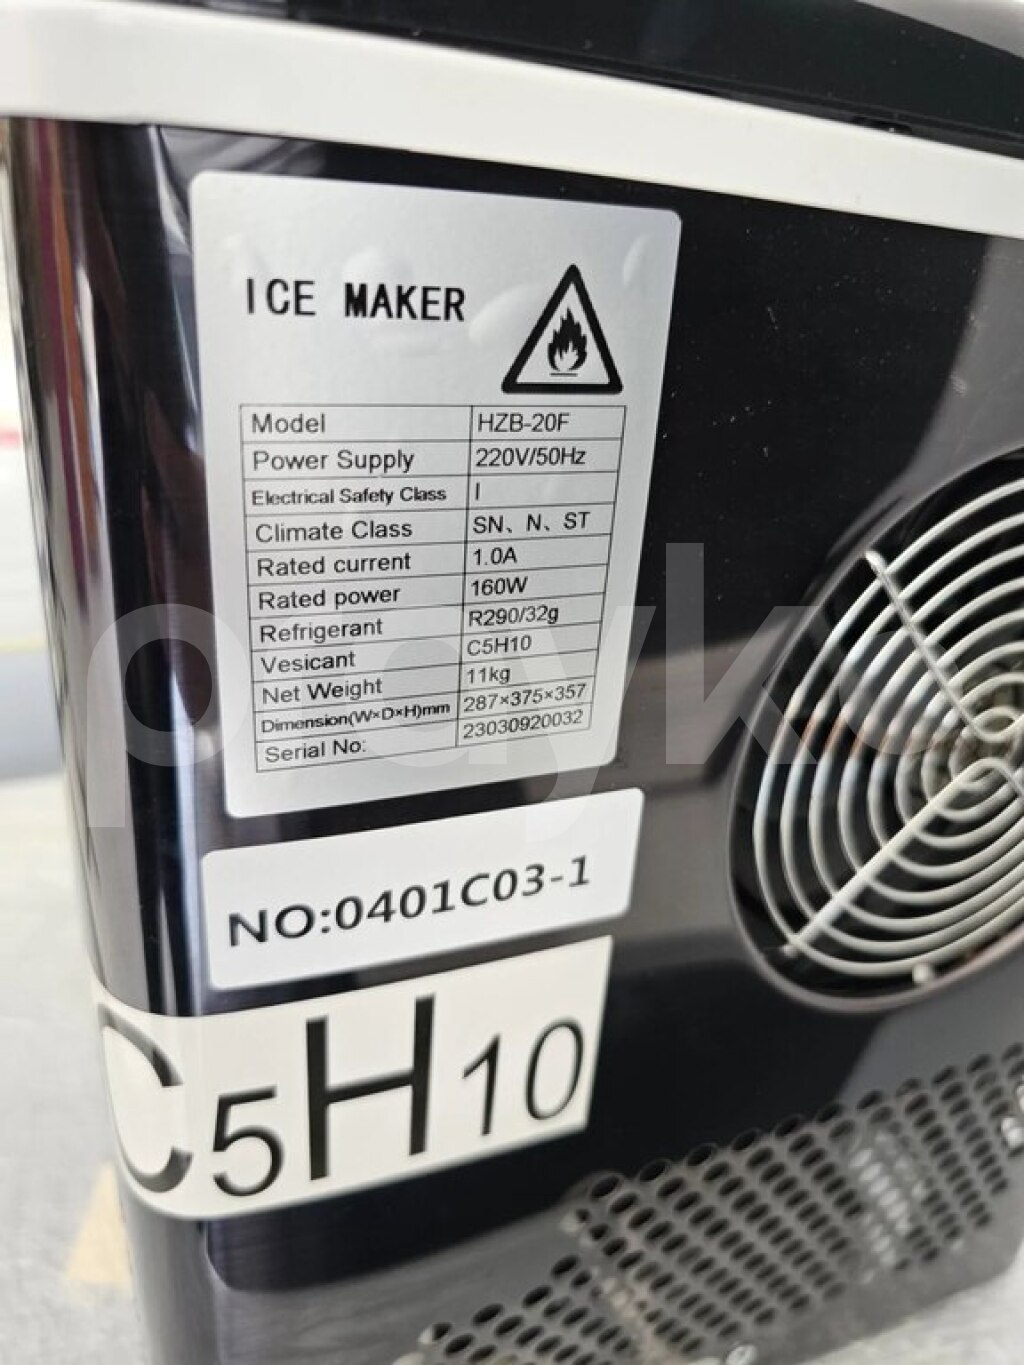 ICE MAKER
Model HZB-20F
Power Supply 220V/50Hz
Electrical Safety Class I
Climate Class SN、N、ST
Rated current 1.0A
Rated power 160W
Refrigerant R290/32g
Vesicant C5H10
Net Weight 11kg
Dimension(W×D×H)mm 287×375×357
Serial No: 23030920032
NO:0401C03-1
C5H10